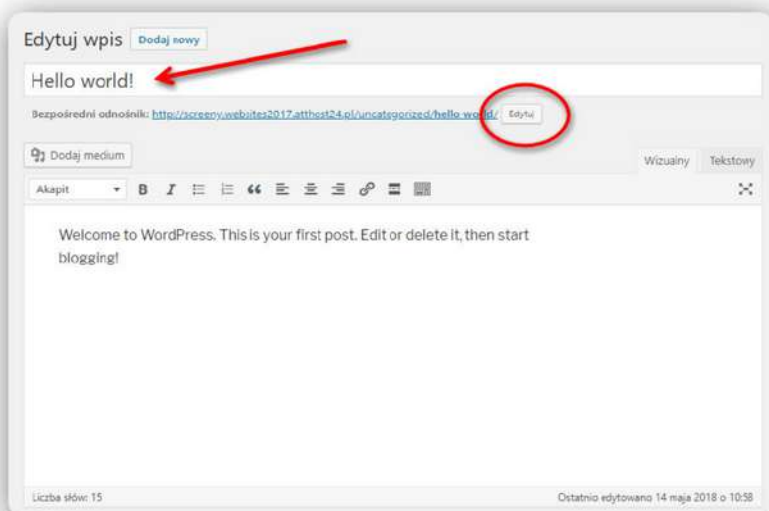 Edytuj wpis Dodaj nowy
Hello world!
Bezpośredni odnośnik: http://screeny.websites2017.atthost24.pl/uncategorized/hello-world/ Edytuj
Dodaj medium
Wizualny Tekstowy
Akapit B I
Welcome to WordPress. This is your first post. Edit or delete it, then start
blogging!
Liczba słów: 15 Ostatnio edytowano 14 maja 2018 o 10:58